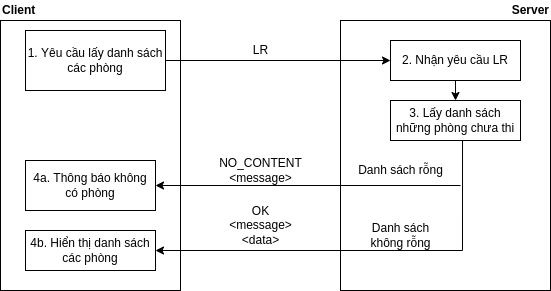 Client
Server
1. Yêu cầu lấy danh sách
các phòng
LR
2. Nhận yêu cầu LR
3. Lấy danh sách
những phòng chưa thi
4a. Thông báo không
có phòng
NO_CONTENT
<message>
Danh sách rỗng
4b. Hiển thị danh sách
các phòng
OK
<message>
<data>
Danh sách
không rỗng